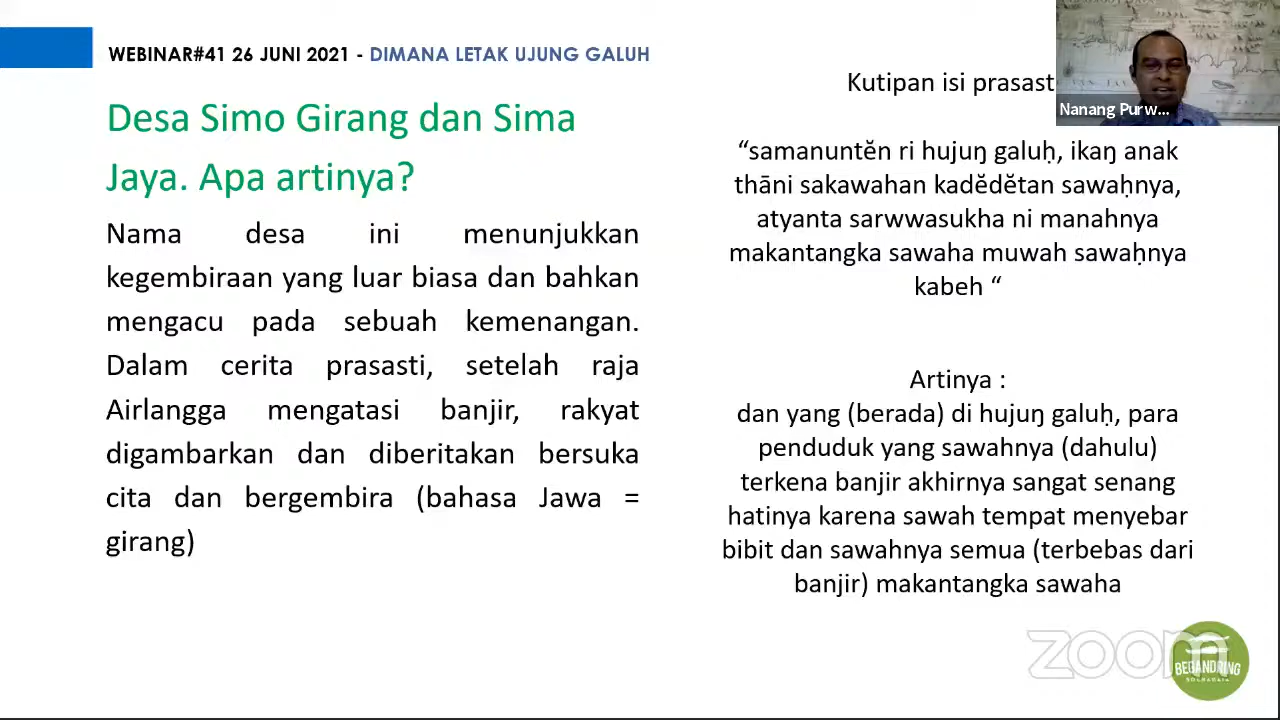 WEBINAR#41 26 JUNI 2021 - DIMANA LETAK UJUNG GALUH
Desa Simo Girang dan Sima
Jaya. Apa artinya?
Nama desa ini menunjukkan
kegembiraan yang luar biasa dan bahkan
mengacu pada sebuah kemenangan.
Dalam cerita prasasti, setelah raja
Airlangga mengatasi banjir, rakyat
digambarkan dan diberitakan bersuka
cita dan bergembira (bahasa Jawa =
girang)
Kutipan isi prasast
Nanang Purw...
“samanuntĕn ri hujuŋ galuḥ, ikaŋ anak
thāni sakawahan kadĕdĕtan sawaḥnya,
atyanta sarwwasukha ni manahnya
makantangka sawaha muwah sawaḥnya
kabeh “
Artinya :
dan yang (berada) di hujuŋ galuḥ, para
penduduk yang sawahnya (dahulu)
terkena banjir akhirnya sangat senang
hatinya karena sawah tempat menyebar
bibit dan sawahnya semua (terbebas dari
banjir) makantangka sawaha
zoom
BEGANDRING
SOERABAIA